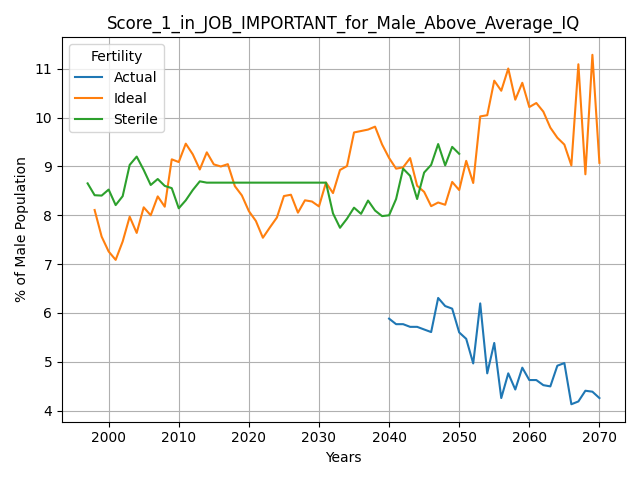 Score_1_in_JOB_IMPORTANT_for_Male_Above_Average_IQ
Fertility
Actual
Ideal
Sterile
% of Male Population
11
10
9
8
7
6
5
4
2000 2010 2020 2030 2040 2050 2060 2070
Years